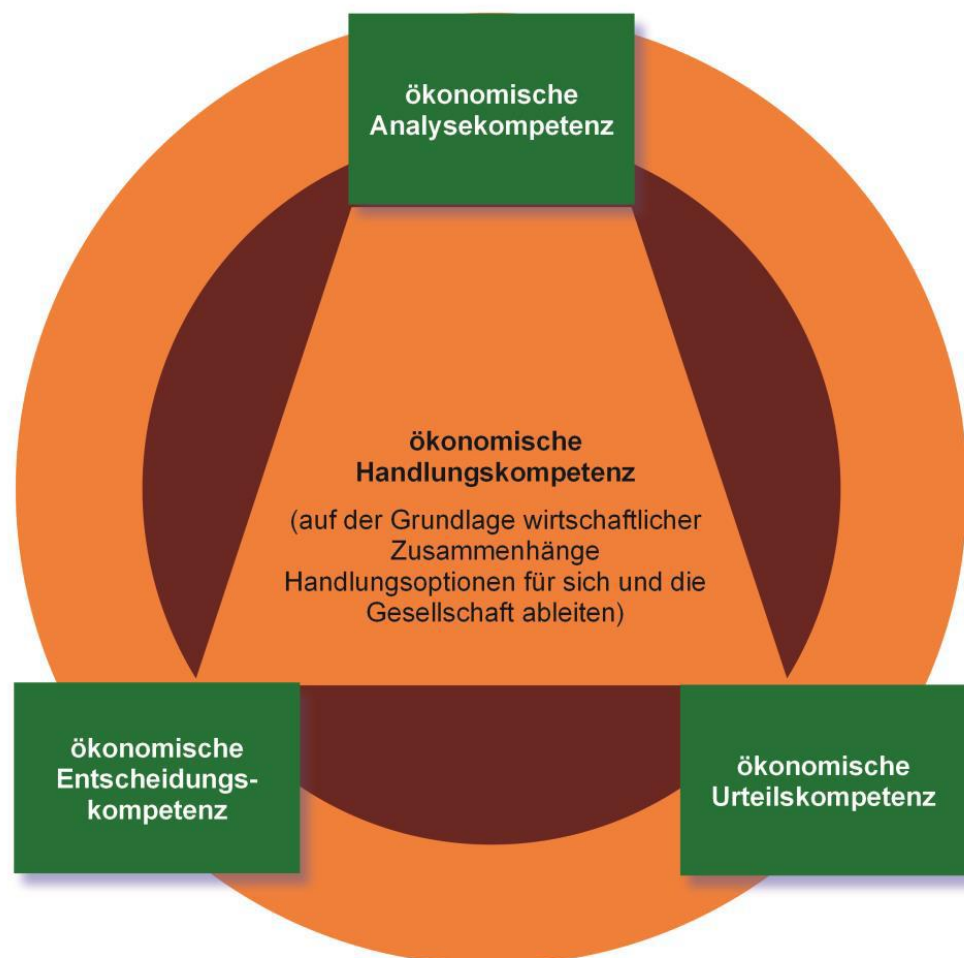 ökonomische
Analysekompetenz
ökonomische
Handlungskompetenz
(auf der Grundlage wirtschaftlicher
Zusammenhänge
Handlungsoptionen für sich und die
Gesellschaft ableiten)
ökonomische
Entscheidungs-
kompetenz
ökonomische
Urteilskompetenz